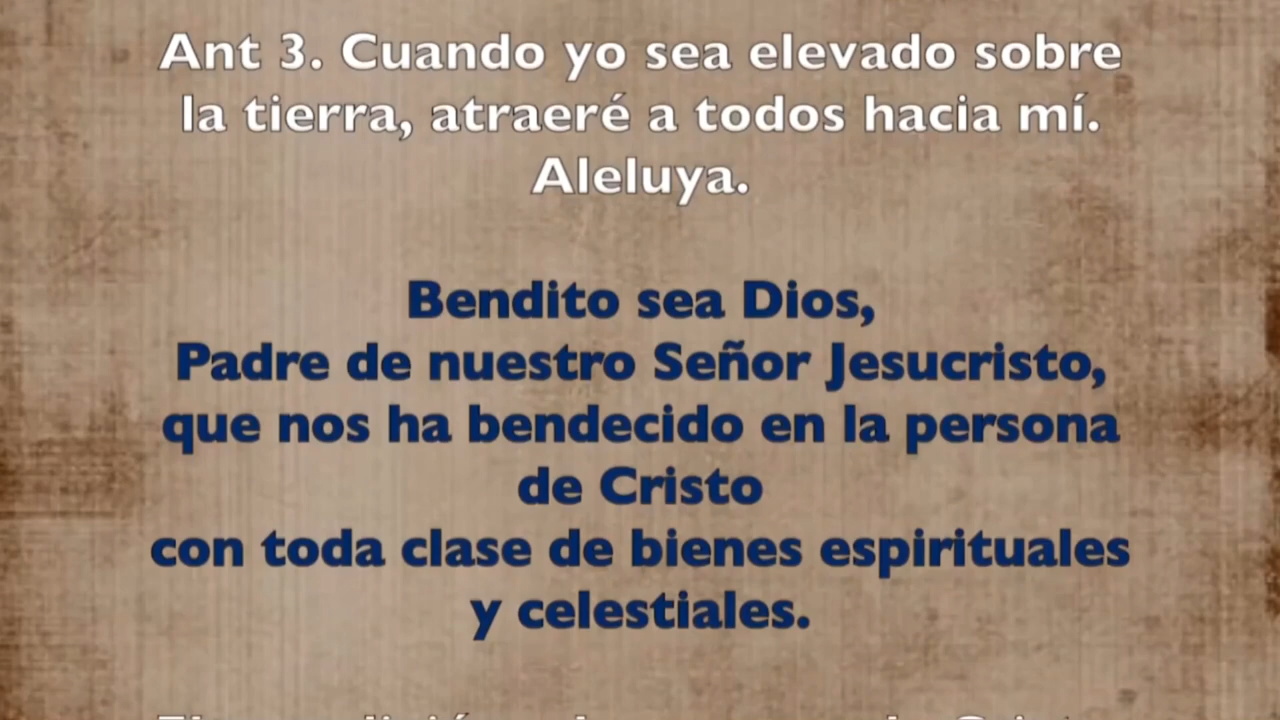 Ant 3. Cuando yo sea elevado sobre
la tierra, atraeré a todos hacia mí.
Aleluya.
Bendito sea Dios,
Padre de nuestro Señor Jesucristo,
que nos ha bendecido en la persona
de Cristo
con toda clase de bienes espirituales
y celestiales.